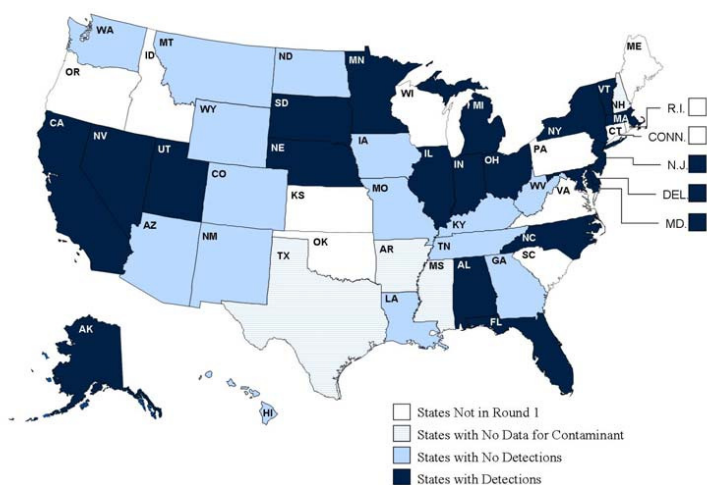 WA
MT
ND
MN
ME
ID
OR
WI
VT
NH
SD
MI
R.I.
WY
MA
NY
CONN.
CT
CA
NV
IA
PA
N.J.
NE
UT
IL
IN
OH
DEL.
CO
MO
WV
VA
KS
MD.
KY
AZ
NM
OK
TN
NC
AR
TX
SC
MS
AL
GA
LA
FL
AK
HI
States Not in Round 1
States with No Data for Contaminant
States with No Detections
States with Detections